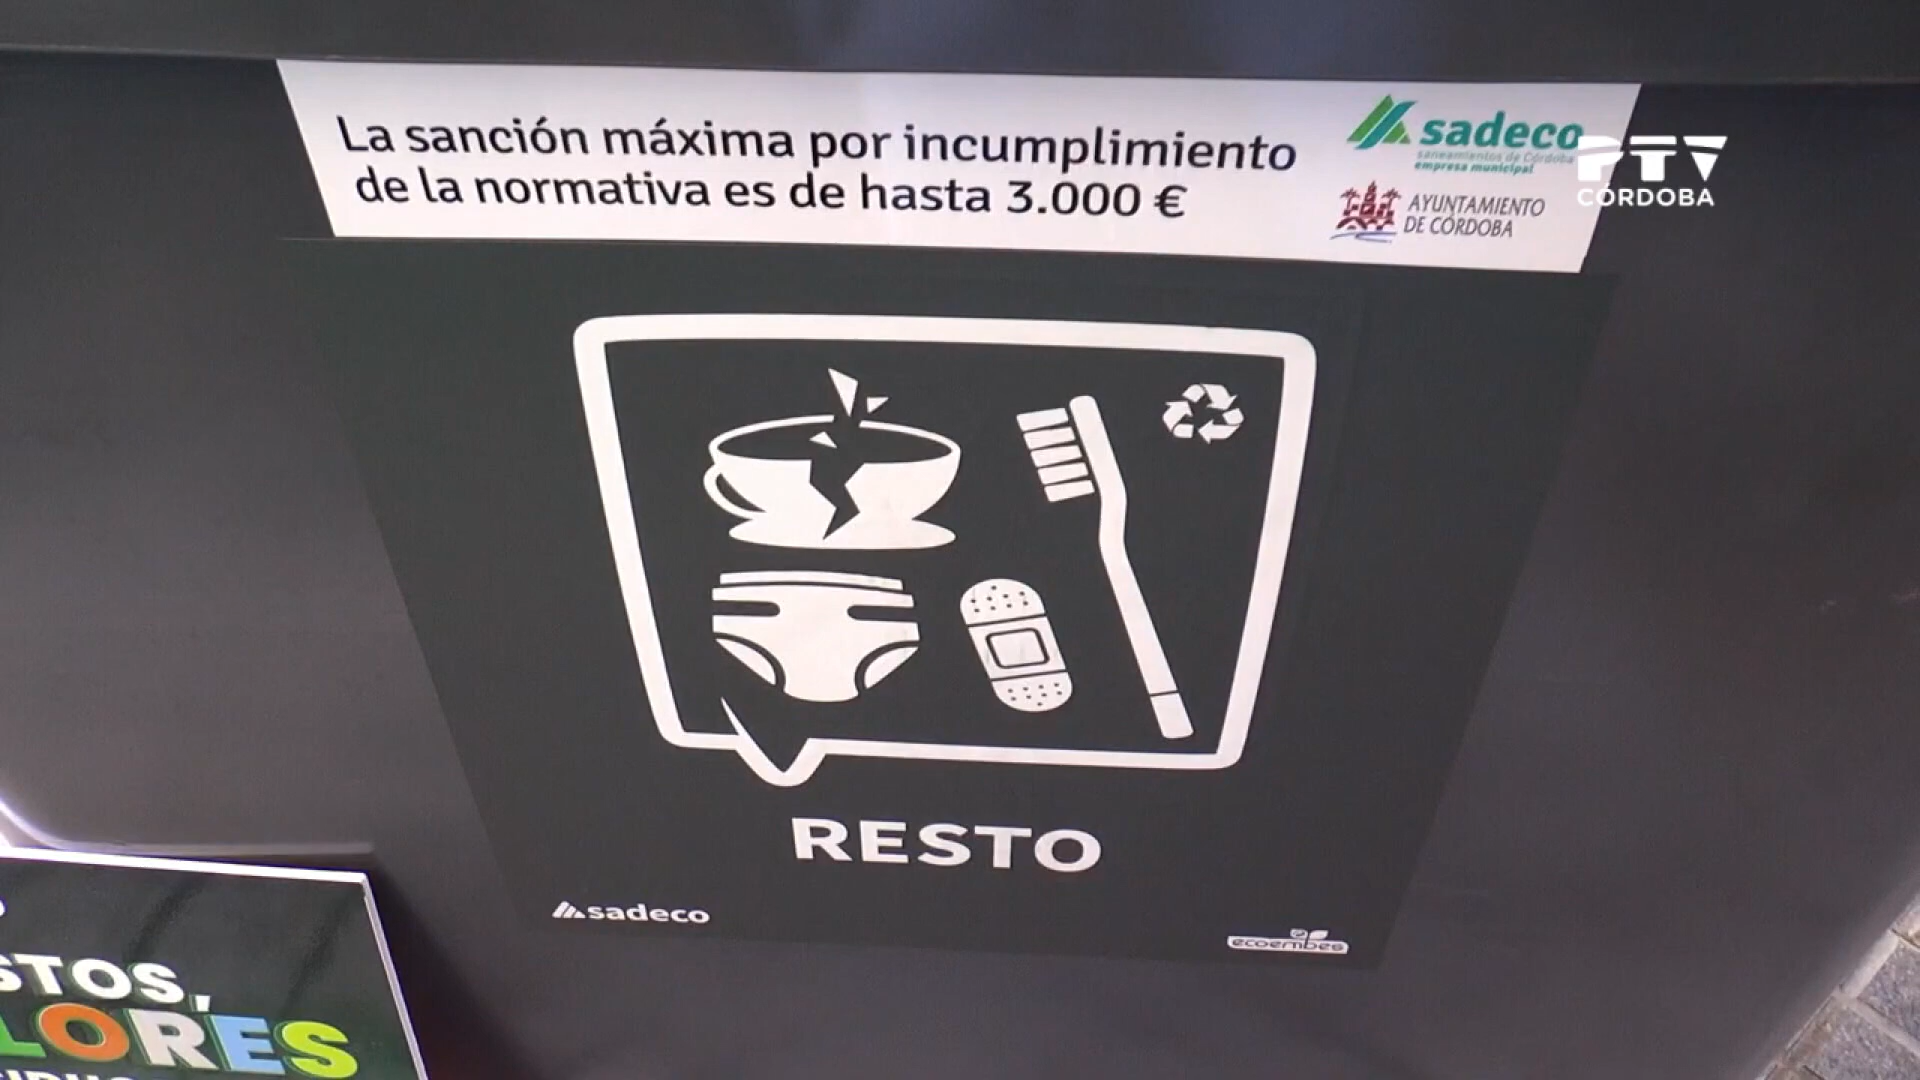 La sanción máxima por incumplimiento
de la normativa es de hasta 3.000 €
sadeco
saneamientos de Córdoba
empresa municipal
AYUNTAMIENTO
DE CÓRDOBA
PTV
CÓRDOBA
RESTO
sadeco
ecoembes
STOS,
LORES